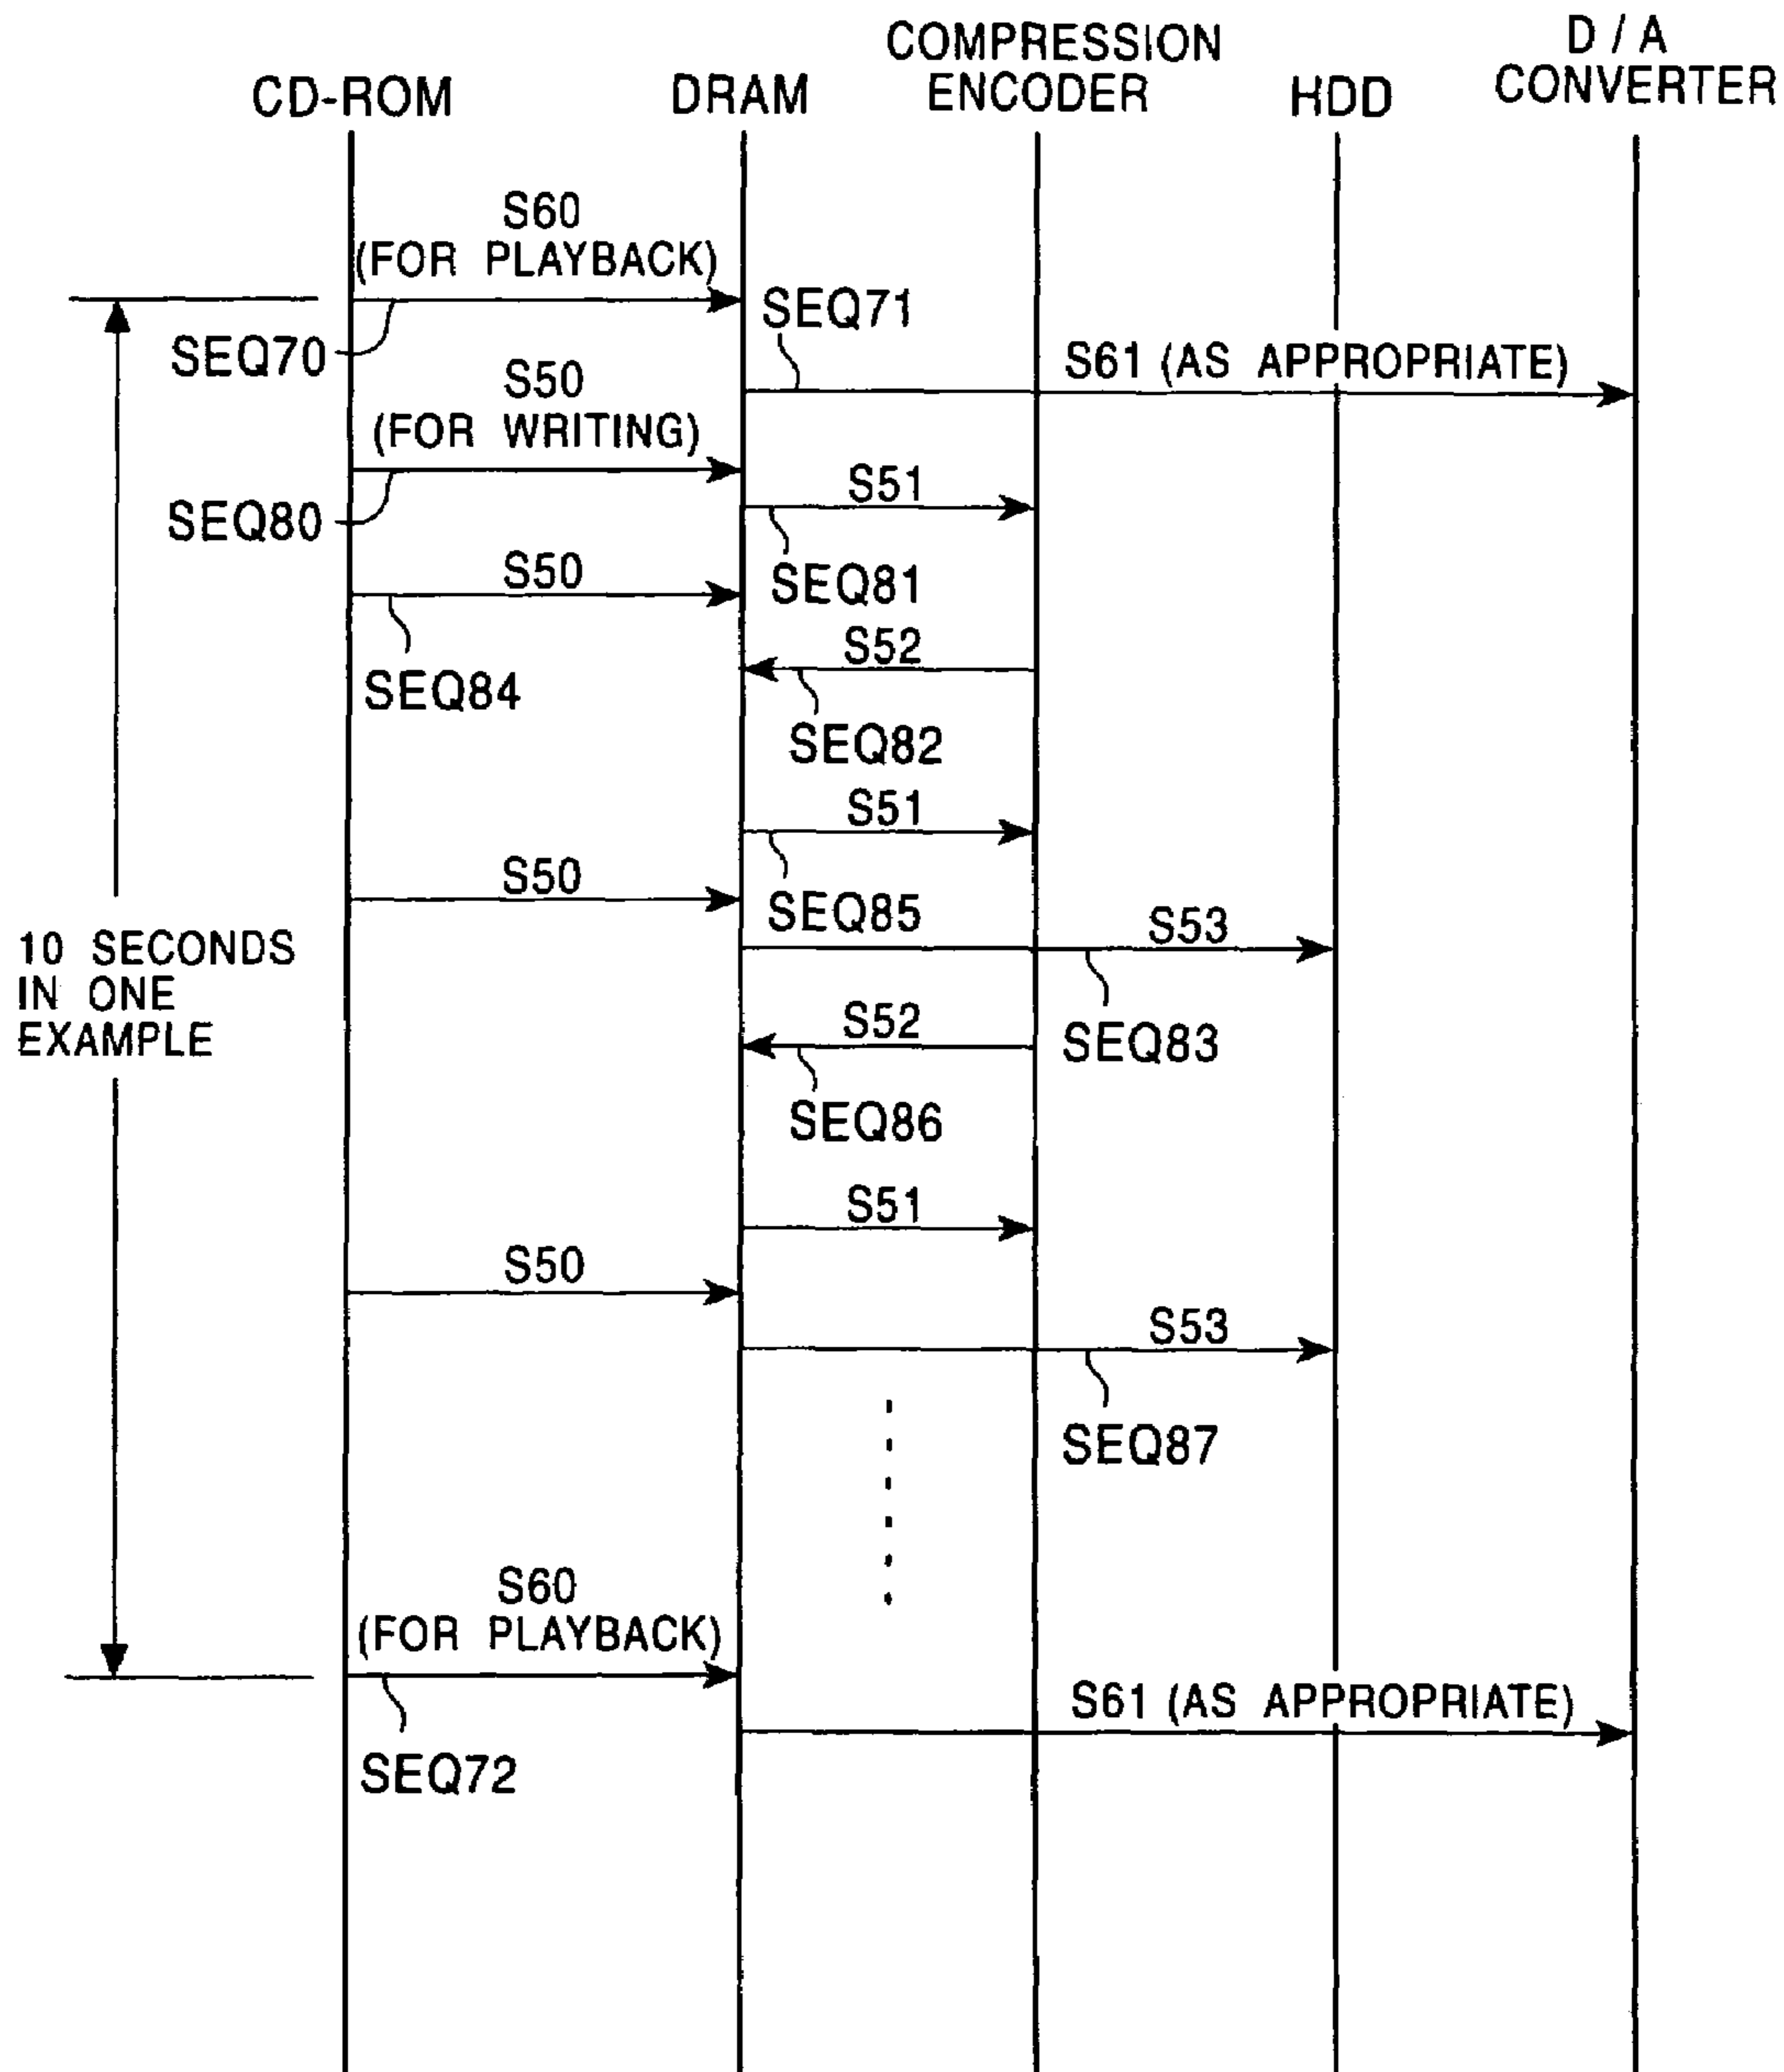 COMPRESSION
ENCODER
D / A
CONVERTER
CD-ROM
DRAM
HDD
S60
(FOR PLAYBACK)
SEQ71
SEQ70
S61 (AS APPROPRIATE)
S50
(FOR WRITING)
S51
SEQ80
S50
SEQ81
S52
SEQ84
SEQ82
S51
S50
SEQ85
S53
10 SECONDS
IN ONE
EXAMPLE
S52
SEQ83
SEQ86
S51
S50
S53
SEQ87
S60
(FOR PLAYBACK)
S61 (AS APPROPRIATE)
SEQ72